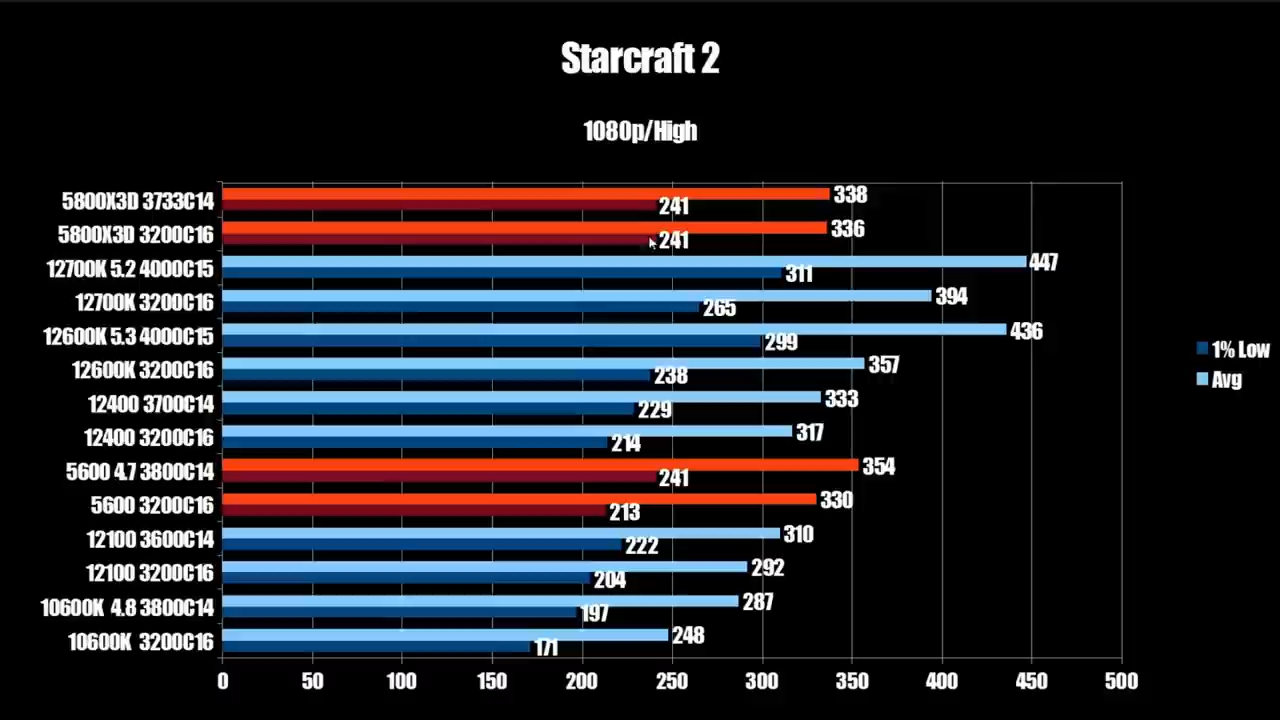 Starcraft 2
1080p/High
5800X3D 3733C14 338
241
5800X3D 3200C16 336
241
12700K 5.2 4000C15 447
311
12700K 3200C16 394
265
12600K 5.3 4000C15 436
299
12600K 3200C16 357
238
12400 3700C14 333
229
12400 3200C16 317
214
5600 4.7 3800C14 354
241
5600 3200C16 330
213
12100 3600C14 310
222
12100 3200C16 292
204
10600K 4.8 3800C14 287
197
10600K 3200C16 248
171
0 50 100 150 200 250 300 350 400 450 500
1% Low
Avg